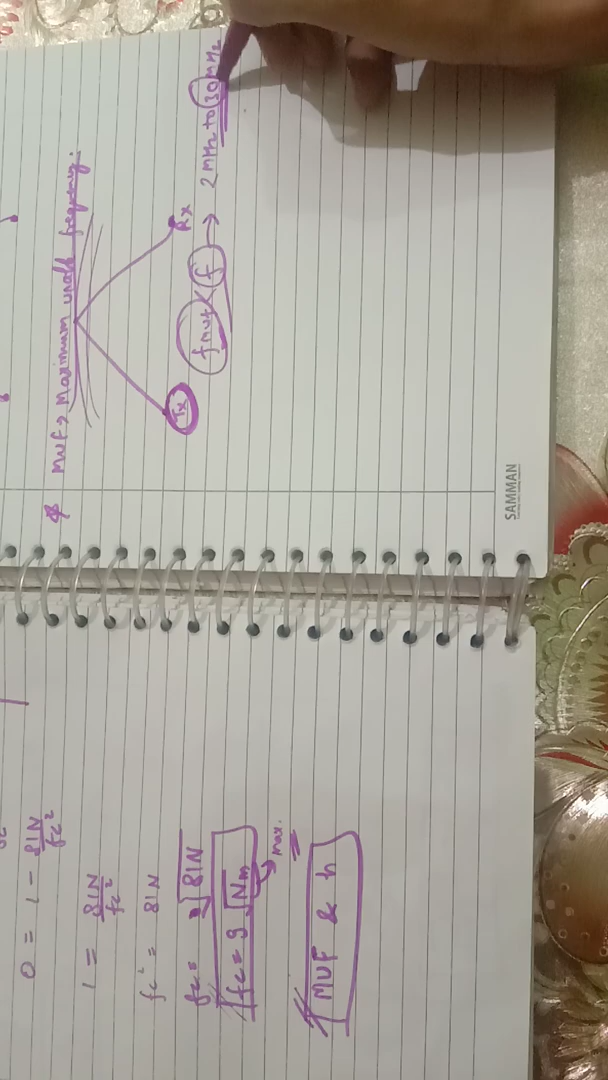 0 = 1 - 81N/fc²
1 = 81N/fc²
fc² = 81N
fc = √81N
fc = 9√Nm
max.
MUF & h
* MUF → Maximum usable frequency:
Tx
Rx
fMUF < f → 2 MHz to 30 MHz
SAMMAN